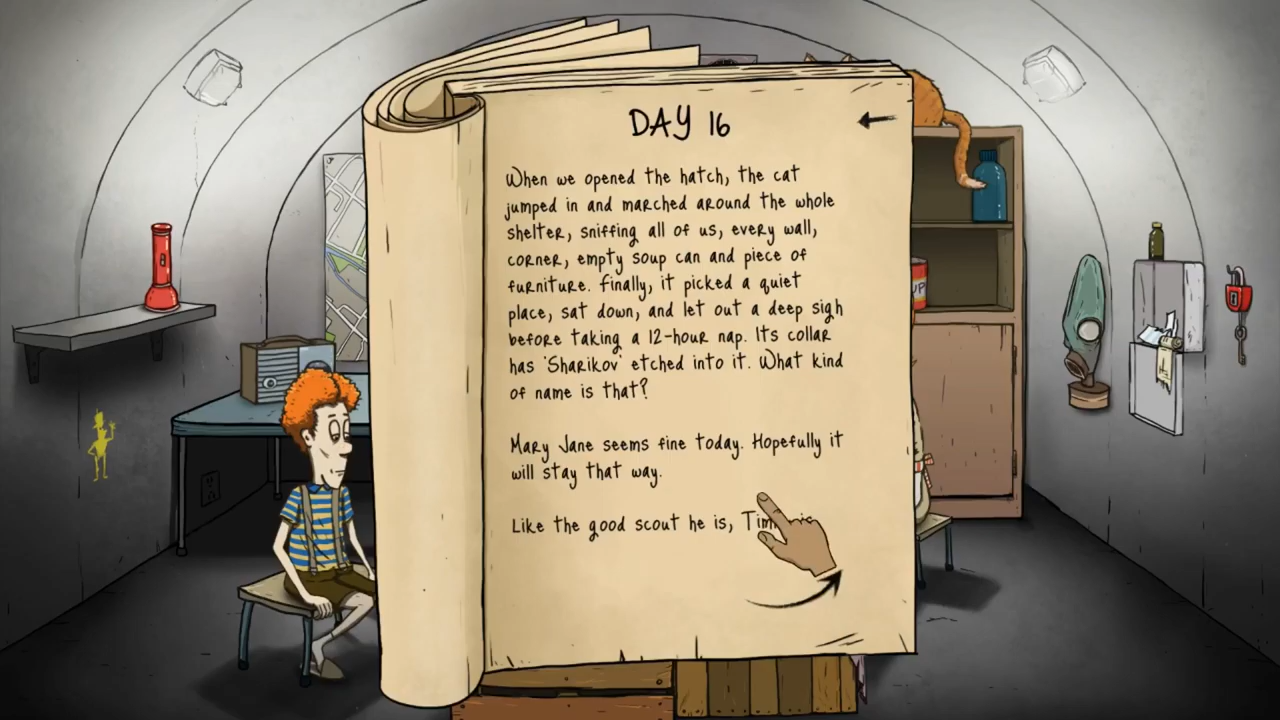 DAY 16
When we opened the hatch, the cat
jumped in and marched around the whole
shelter, sniffing all of us, every wall,
corner, empty soup can and piece of
furniture. Finally, it picked a quiet
place, sat down, and let out a deep sigh
before taking a 12-hour nap. Its collar
has 'Sharikov' etched into it. What kind
of name is that?
Mary Jane seems fine today. Hopefully it
will stay that way.
Like the good scout he is,